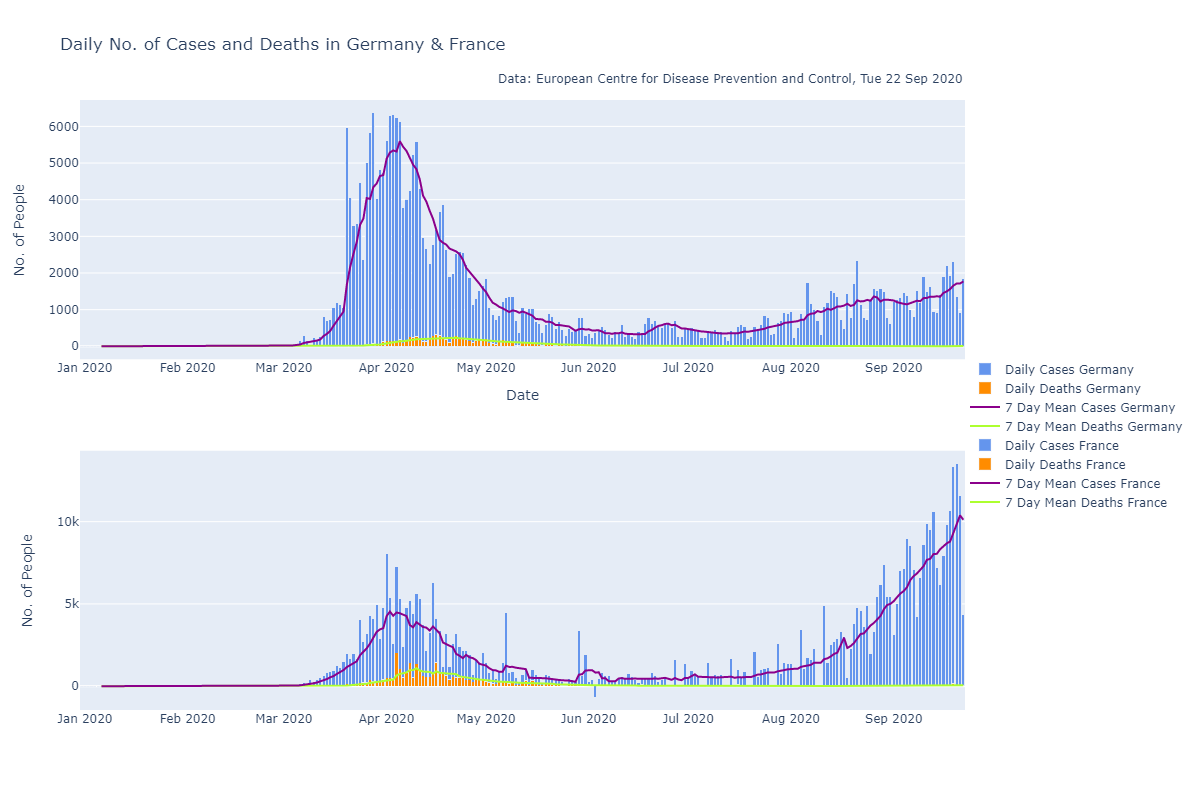 Daily No. of Cases and Deaths in Germany & France
Data: European Centre for Disease Prevention and Control, Tue 22 Sep 2020
6000
5000
4000
3000
2000
1000
0
No. of People
Jan 2020 Feb 2020 Mar 2020 Apr 2020 May 2020 Jun 2020 Jul 2020 Aug 2020 Sep 2020
Date
Daily Cases Germany
Daily Deaths Germany
7 Day Mean Cases Germany
7 Day Mean Deaths Germany
Daily Cases France
Daily Deaths France
7 Day Mean Cases France
7 Day Mean Deaths France
10k
5k
0
No. of People
Jan 2020 Feb 2020 Mar 2020 Apr 2020 May 2020 Jun 2020 Jul 2020 Aug 2020 Sep 2020